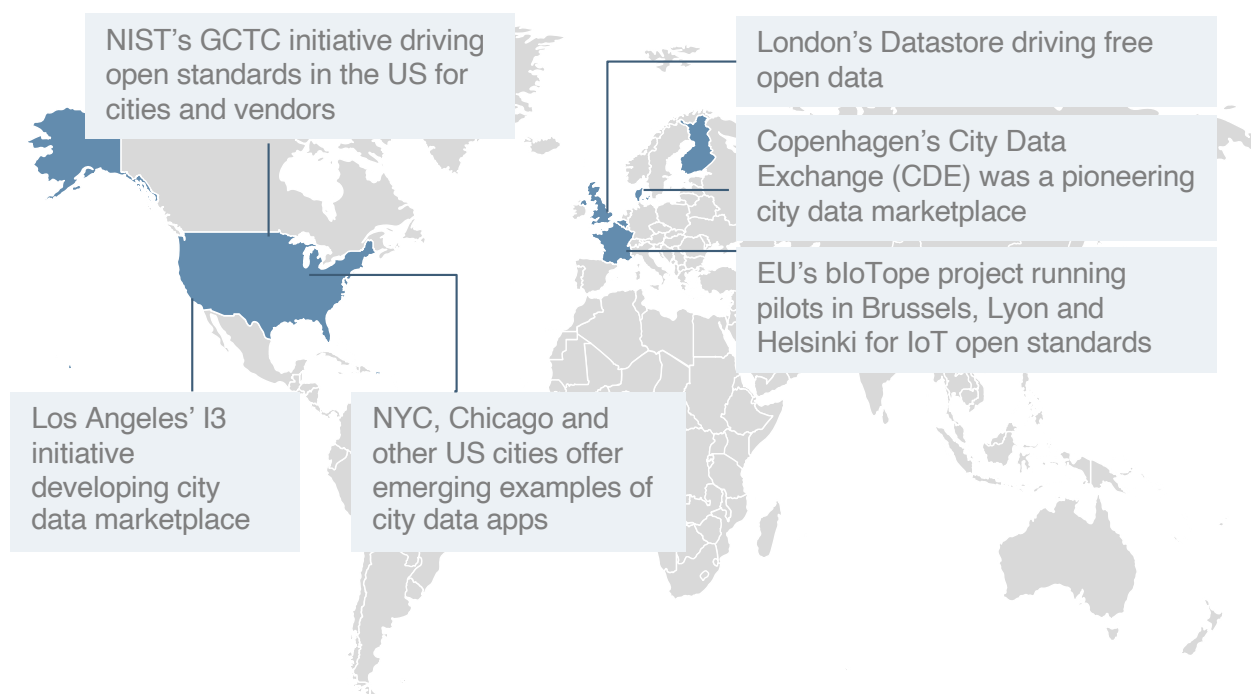 NIST’s GCTC initiative driving
open standards in the US for
cities and vendors
London’s Datastore driving free
open data
Copenhagen’s City Data
Exchange (CDE) was a pioneering
city data marketplace
EU’s bIoTope project running
pilots in Brussels, Lyon and
Helsinki for IoT open standards
Los Angeles’ I3
initiative
developing city
data marketplace
NYC, Chicago and
other US cities offer
emerging examples of
city data apps